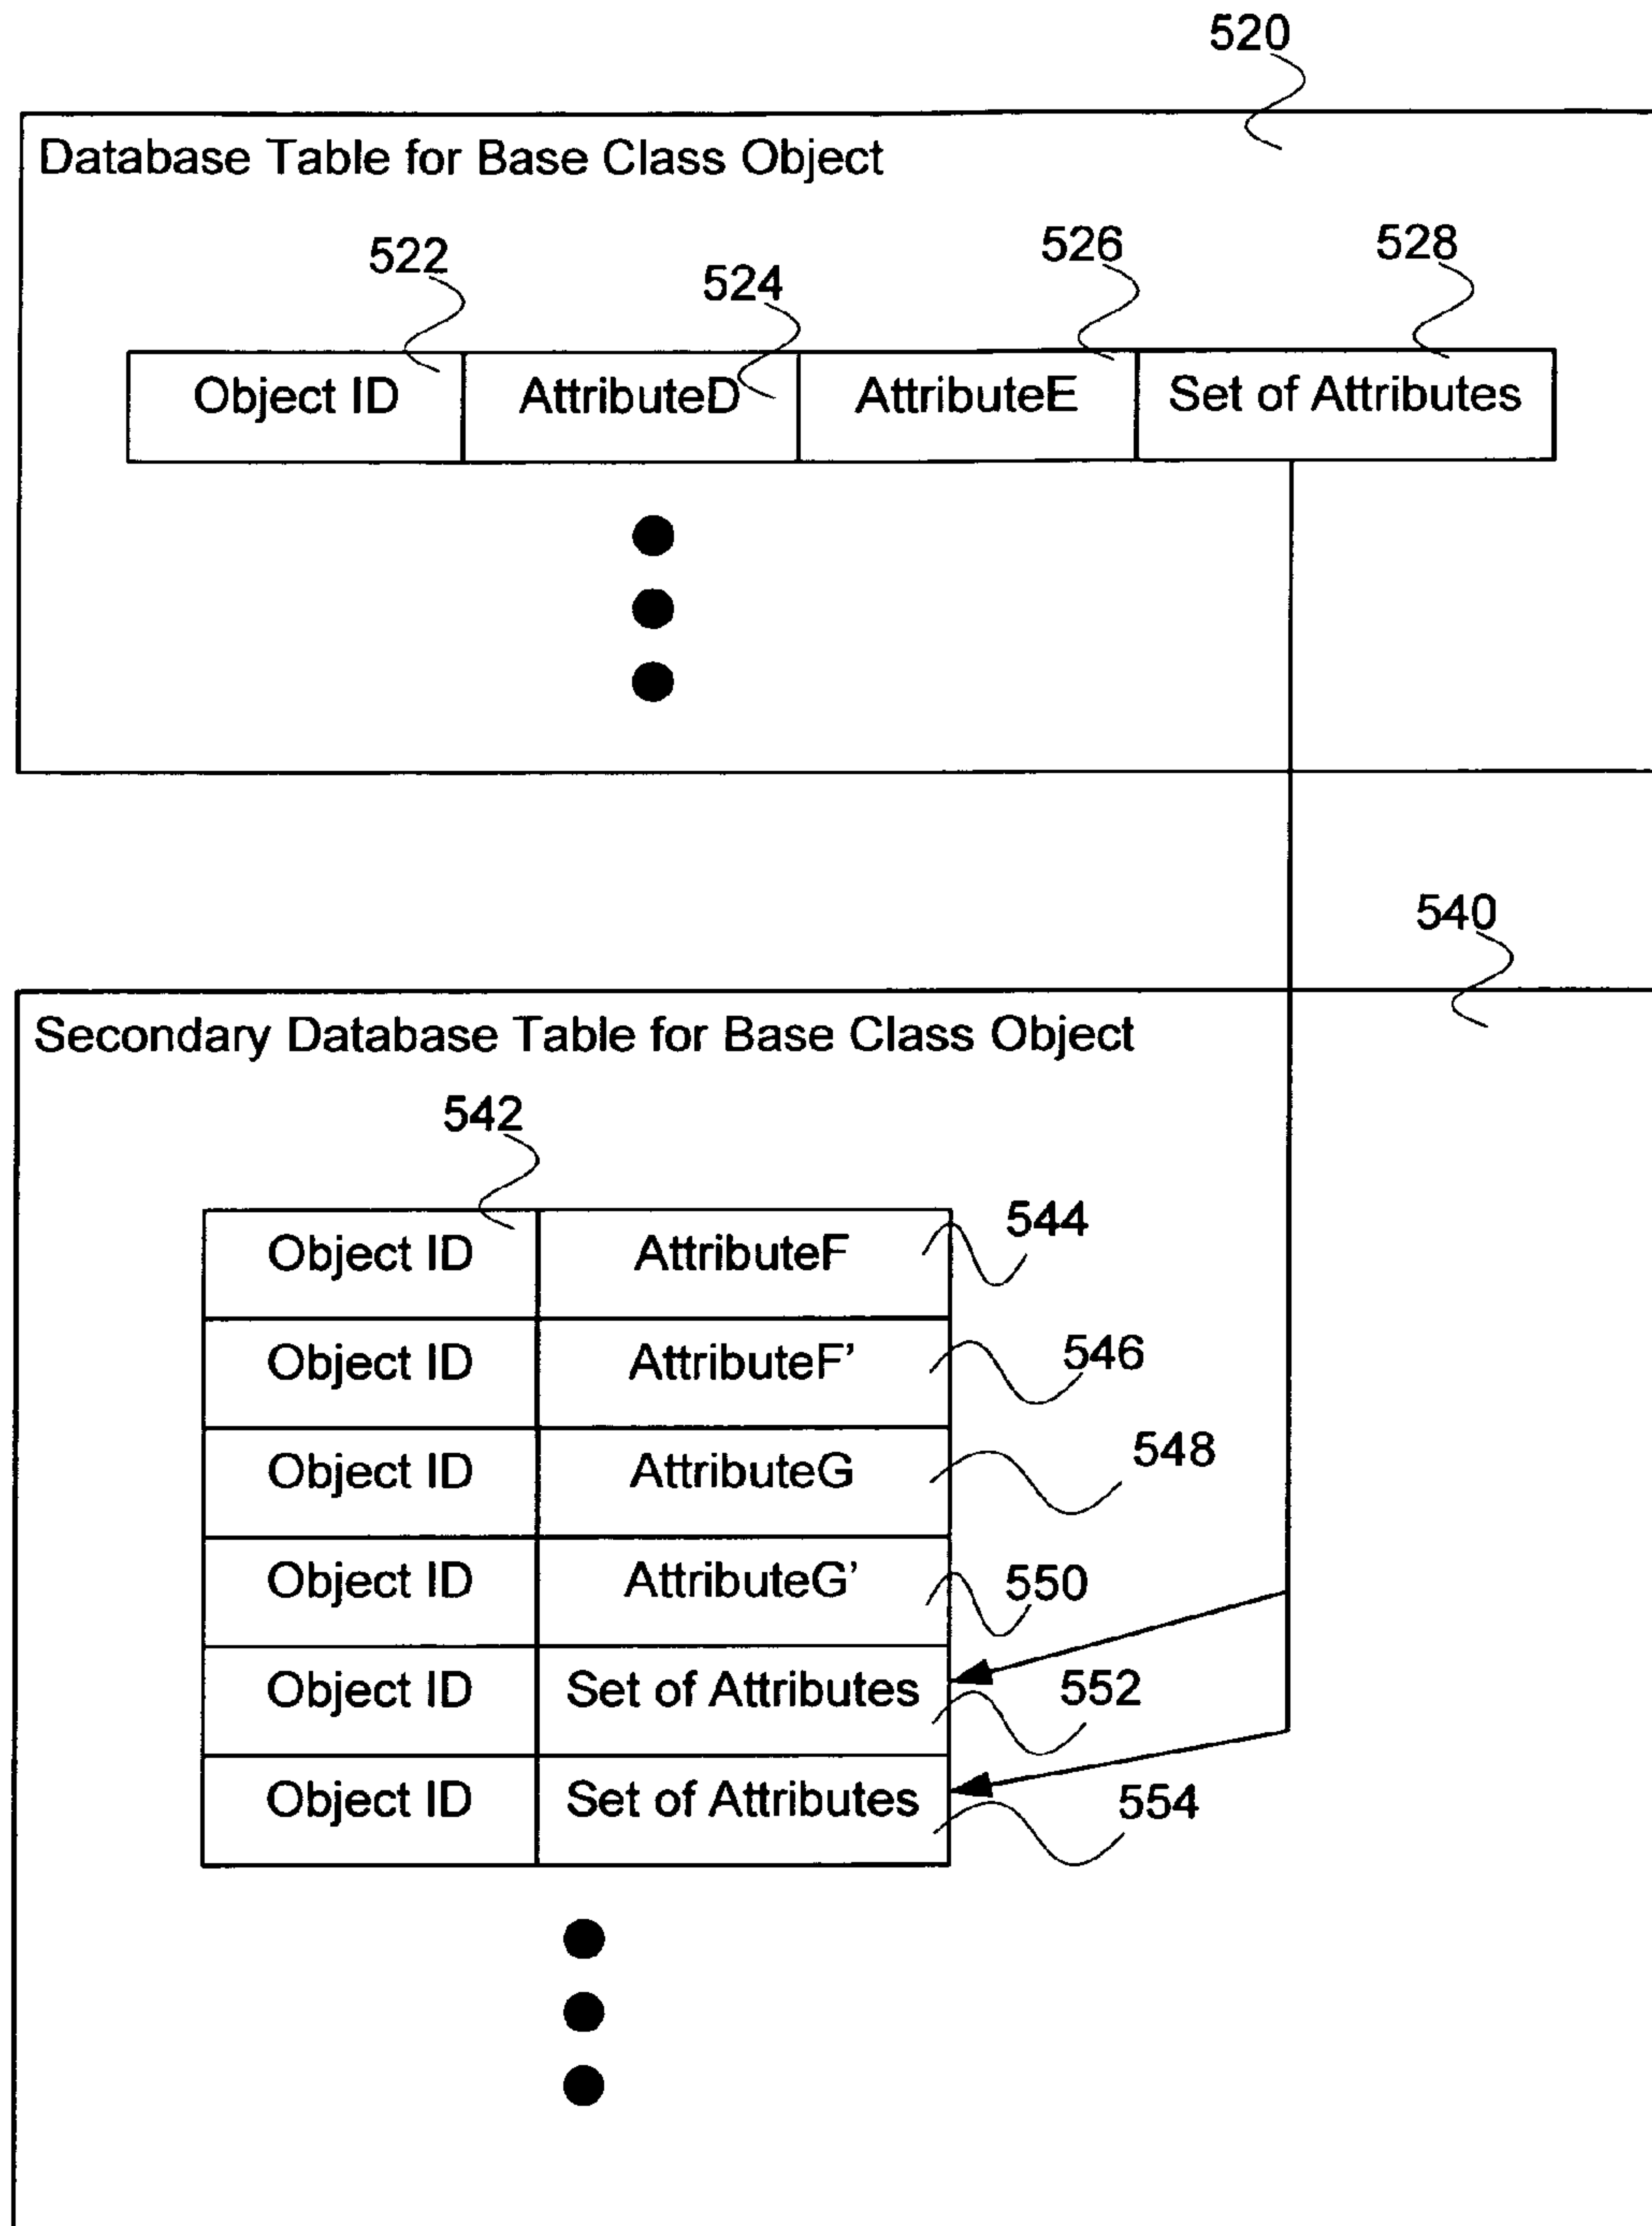 520
Database Table for Base Class Object
522
524
526
528
Object ID AttributeD AttributeE Set of Attributes
540
Secondary Database Table for Base Class Object
542
Object ID AttributeF 544
Object ID AttributeF' 546
Object ID AttributeG 548
Object ID AttributeG' 550
Object ID Set of Attributes 552
Object ID Set of Attributes 554